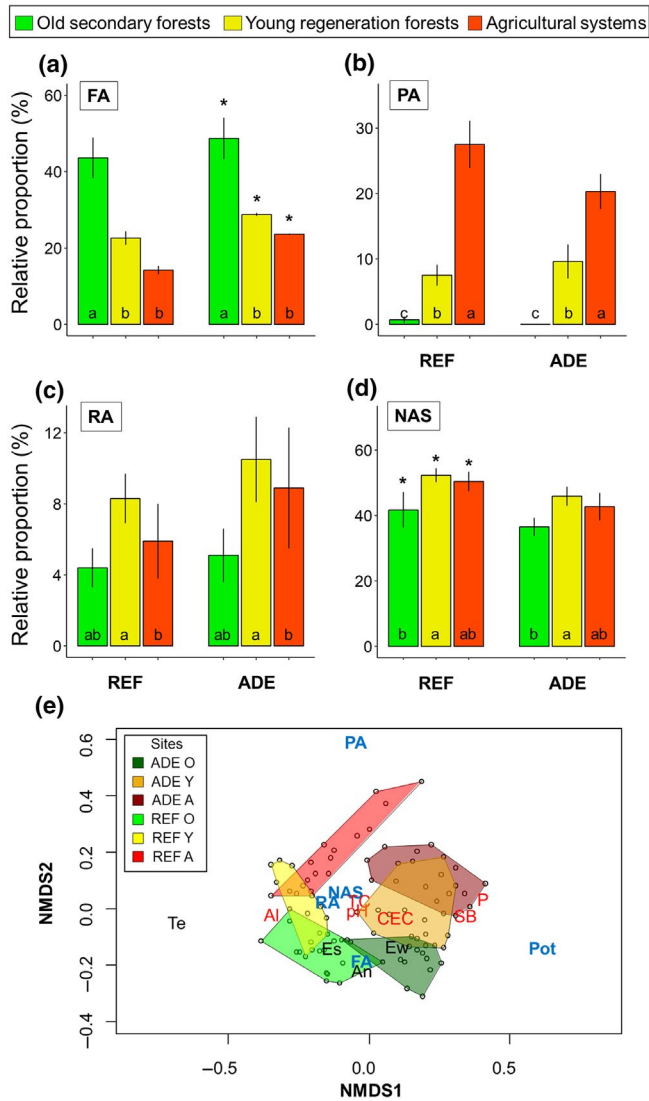 Old secondary forests Young regeneration forests Agricultural systems
(a)
FA
Relative proportion (%)
60
40
20
0
*
*
*
a b b a b b
(b)
PA
30
20
10
0
c b a c b a
REF ADE
(c)
RA
Relative proportion (%)
12
8
4
0
ab a b ab a b
REF ADE
(d)
NAS
60
40
20
0
* * *
b a ab b a ab
REF ADE
(e)
Sites
ADE O
ADE Y
ADE A
REF O
REF Y
REF A
NMDS2
0.6
0.4
0.2
0.0
−0.2
−0.4
PA
NAS
RA
TC
pH
Al
CEC
SB
P
Te
Es
Ew
FA
An
Pot
−0.5 0.0 0.5
NMDS1